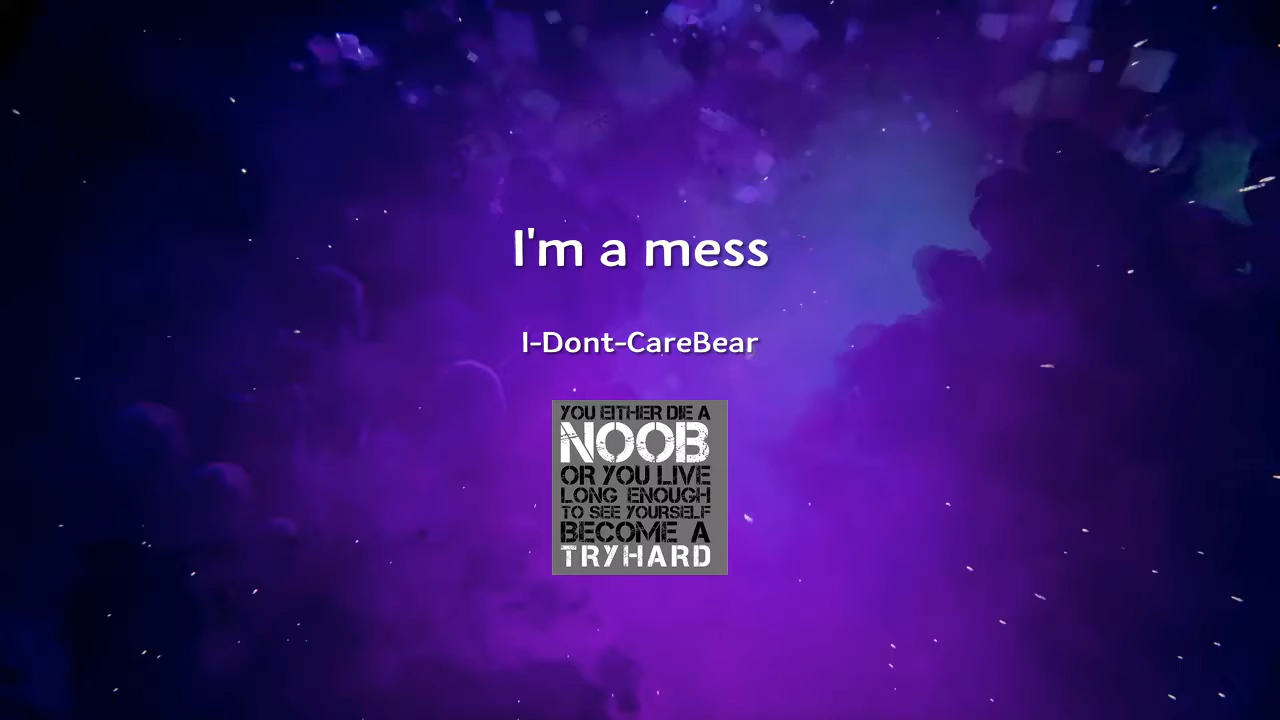 I'm a mess
I-Dont-CareBear
YOU EITHER DIE A
NOOB
OR YOU LIVE
LONG ENOUGH
TO SEE YOURSELF
BECOME A
TRYHARD